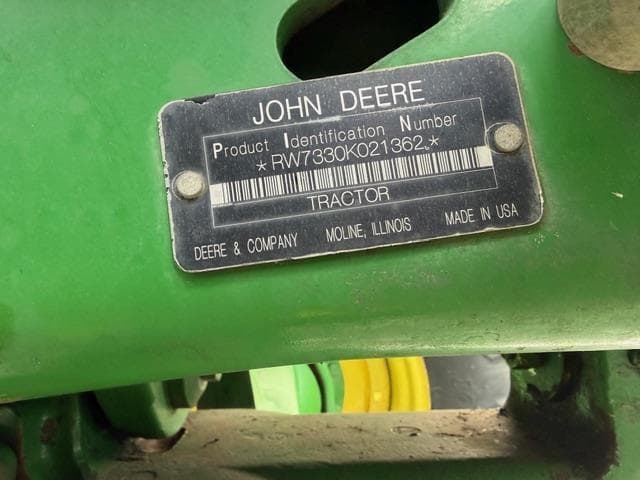 JOHN DEERE
Product Identification Number
*RW7330K021362*
TRACTOR
DEERE & COMPANY MOLINE, ILLINOIS MADE IN USA